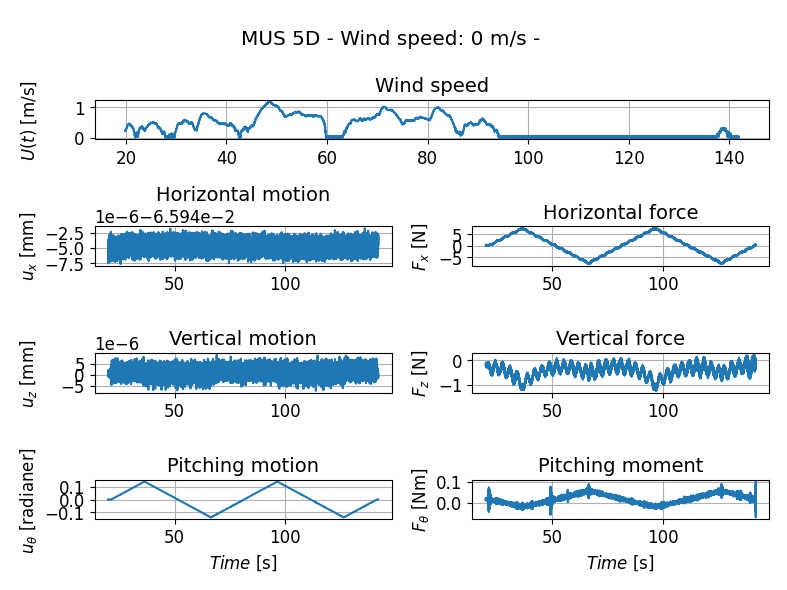 MUS 5D - Wind speed: 0 m/s -
Wind speed
U(t) [m/s]
1
0
20 40 60 80 100 120 140
Horizontal motion
1e−6−6.594e−2
u_x [mm]
−2.5
−5.0
−7.5
50 100
Horizontal force
F_x [N]
5
0
−5
50 100
Vertical motion
1e−6
u_z [mm]
5
0
−5
50 100
Vertical force
F_z [N]
0
−1
50 100
Pitching motion
u_θ [radianer]
0.1
0.0
−0.1
50 100
Time [s]
Pitching moment
F_θ [Nm]
0.1
0.0
50 100
Time [s]